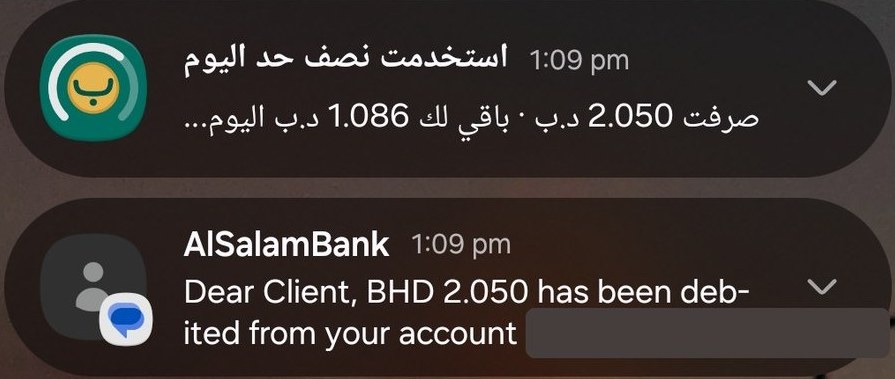 استخدمت نصف حد اليوم 1:09 pm
صرفت 2.050 د.ب · باقي لك 1.086 د.ب اليوم...
AlSalamBank 1:09 pm
Dear Client, BHD 2.050 has been deb-
ited from your account